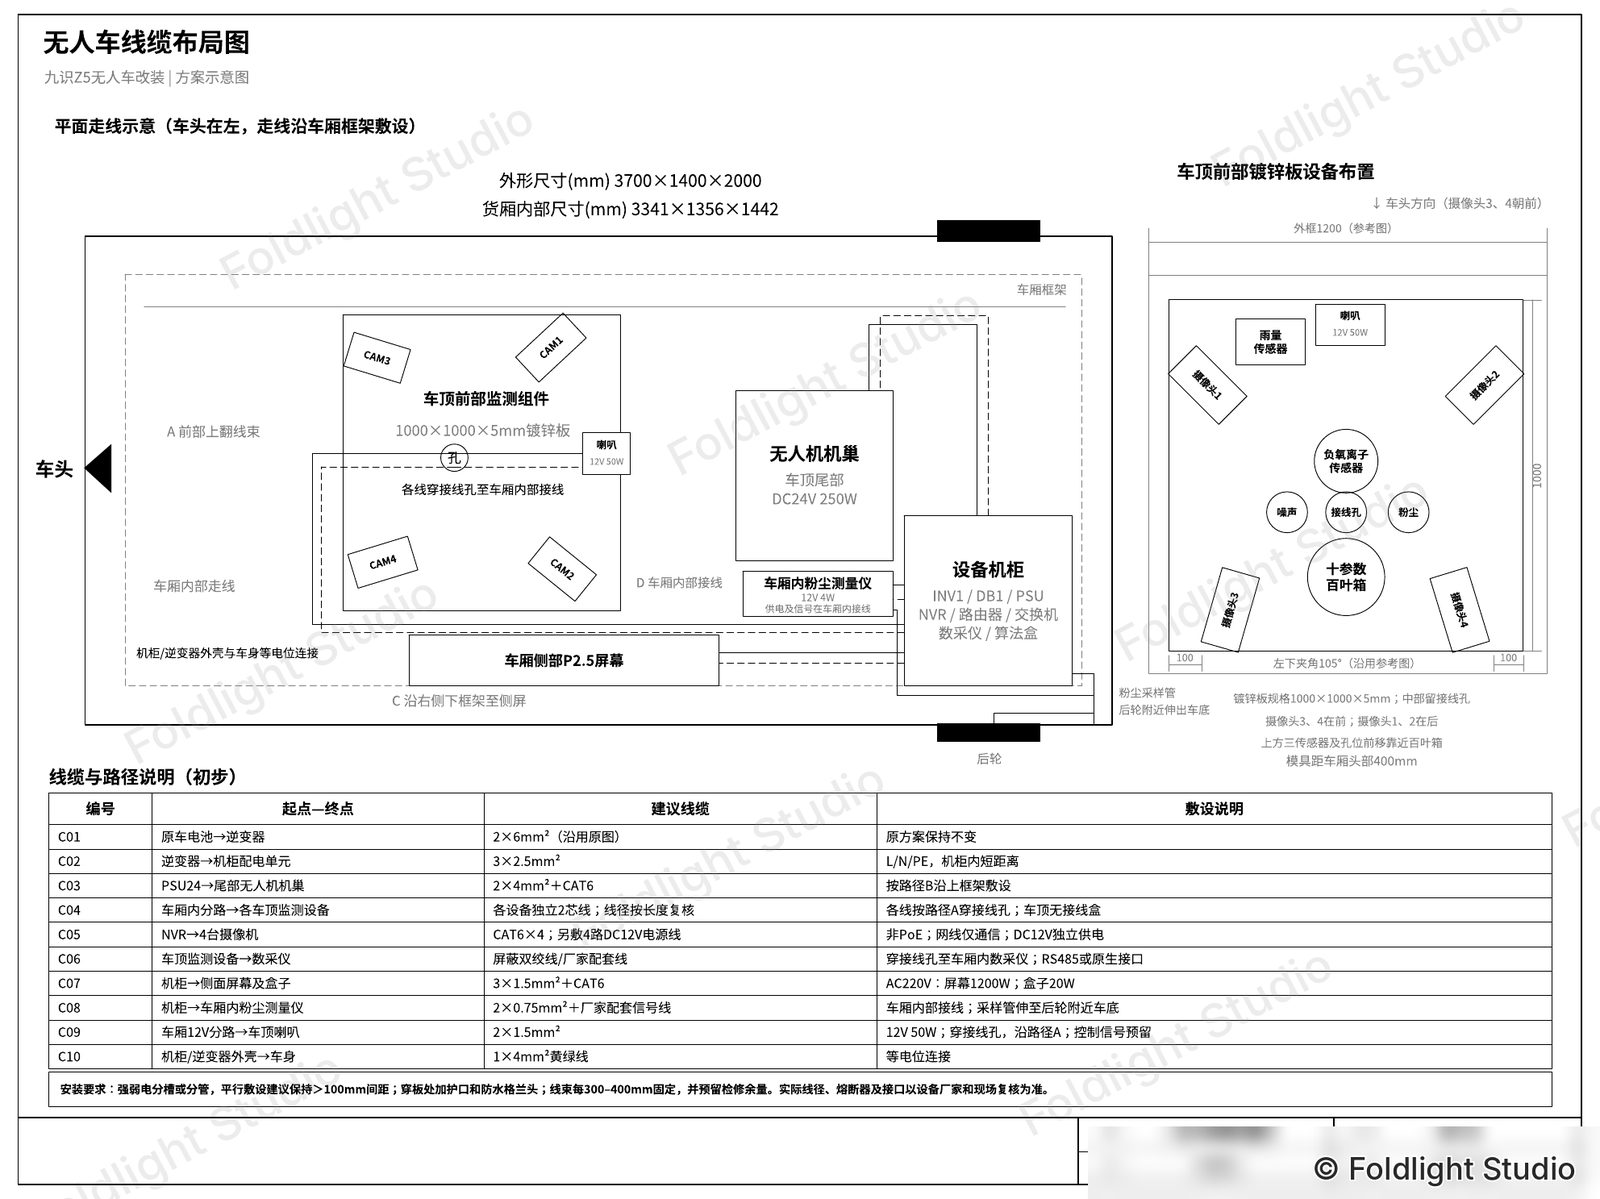 无人车线缆布局图
九识Z5无人车改装 | 方案示意图
平面走线示意（车头在左，走线沿车厢框架敷设）
外形尺寸(mm) 3700×1400×2000
货厢内部尺寸(mm) 3341×1356×1442
车厢框架
CAM3
CAM1
车顶前部监测组件
1000×1000×5mm镀锌板
A 前部上翻线束
孔
喇叭
12V 50W
各线穿接线孔至车厢内部接线
车头
CAM4
CAM2
车厢内部走线
机柜/逆变器外壳与车身等电位连接
无人机机巢
车顶尾部
DC24V 250W
D 车厢内部接线
车厢内粉尘测量仪
12V 4W
供电及信号在车厢内接线
设备机柜
INV1 / DB1 / PSU
NVR / 路由器 / 交换机
数采仪 / 算法盒
车厢侧部P2.5屏幕
C 沿右侧下框架至侧屏
粉尘采样管
后轮附近伸出车底
后轮
车顶前部镀锌板设备布置
↓ 车头方向（摄像头3、4朝前）
外框1200（参考图）
雨量
传感器
喇叭
12V 50W
摄像头1
摄像头2
负氧离子
传感器
噪声
接线孔
粉尘
十参数
百叶箱
摄像头3
摄像头4
1000
100
左下夹角105°（沿用参考图）
100
镀锌板规格1000×1000×5mm；中部留接线孔
摄像头3、4在前；摄像头1、2在后
上方三传感器及孔位前移靠近百叶箱
模具距车厢头部400mm
线缆与路径说明（初步）
编号 起点—终点 建议线缆 敷设说明
C01 原车电池→逆变器 2×6mm²（沿用原图） 原方案保持不变
C02 逆变器→机柜配电单元 3×2.5mm² L/N/PE，机柜内短距离
C03 PSU24→尾部无人机机巢 2×4mm²＋CAT6 按路径B沿上框架敷设
C04 车厢内分路→各车顶监测设备 各设备独立2芯线；线径按长度复核 各线按路径A穿接线孔；车顶无接线盒
C05 NVR→4台摄像机 CAT6×4；另敷4路DC12V电源线 非PoE；网线仅通信；DC12V独立供电
C06 车顶监测设备→数采仪 屏蔽双绞线/厂家配套线 穿接线孔至车厢内数采仪；RS485或原生接口
C07 机柜→侧面屏幕及盒子 3×1.5mm²＋CAT6 AC220V：屏幕1200W；盒子20W
C08 机柜→车厢内粉尘测量仪 2×0.75mm²＋厂家配套信号线 车厢内部接线；采样管伸至后轮附近车底
C09 车厢12V分路→车顶喇叭 2×1.5mm² 12V 50W；穿接线孔，沿路径A；控制信号预留
C10 机柜/逆变器外壳→车身 1×4mm²黄绿线 等电位连接
安装要求：强弱电分槽或分管，平行敷设建议保持＞100mm间距；穿板处加护口和防水格兰头；线束每300–400mm固定，并预留检修余量。实际线径、熔断器及接口以设备厂家和现场复核为准。
© Foldlight Studio
Foldlight Studio
Foldlight Studio
Foldlight Studio
Foldlight Studio
Foldlight Studio
Foldlight Studio
Foldlight Studio
Foldlight Studio